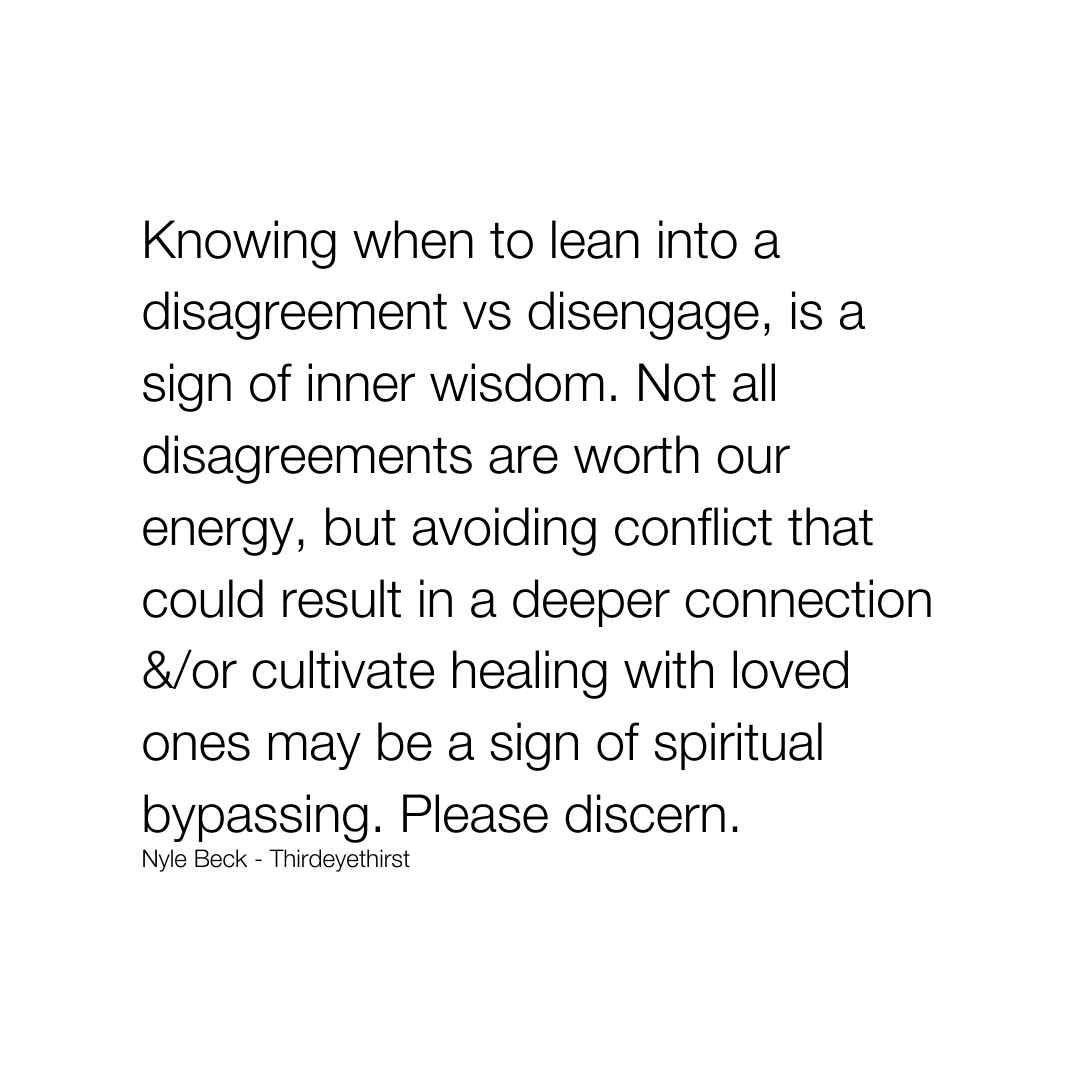 Knowing when to lean into a
disagreement vs disengage, is a
sign of inner wisdom. Not all
disagreements are worth our
energy, but avoiding conflict that
could result in a deeper connection
&/or cultivate healing with loved
ones may be a sign of spiritual
bypassing. Please discern.
Nyle Beck - Thirdeyethirst